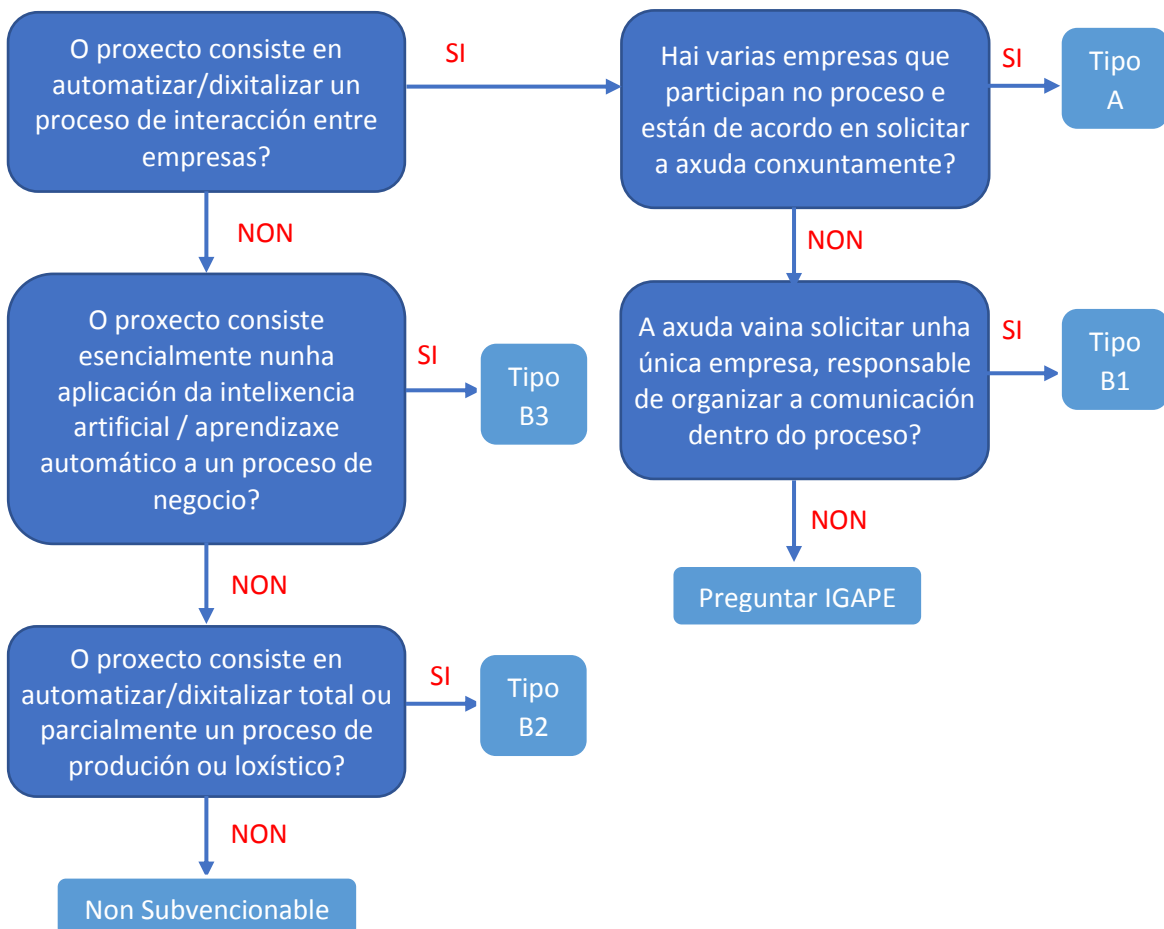 O proxecto consiste en
automatizar/dixitalizar un
proceso de interacción entre
empresas?
SI
Hai varias empresas que
participan no proceso e
están de acordo en solicitar
a axuda conxuntamente?
SI
Tipo
A
NON
NON
O proxecto consiste
esencialmente nunha
aplicación da intelixencia
artificial / aprendizaxe
automático a un proceso de
negocio?
SI
Tipo
B3
A axuda vaina solicitar unha
única empresa, responsable
de organizar a comunicación
dentro do proceso?
SI
Tipo
B1
NON
NON
Preguntar IGAPE
O proxecto consiste en
automatizar/dixitalizar total ou
parcialmente un proceso de
produción ou loxístico?
SI
Tipo
B2
NON
Non Subvencionable